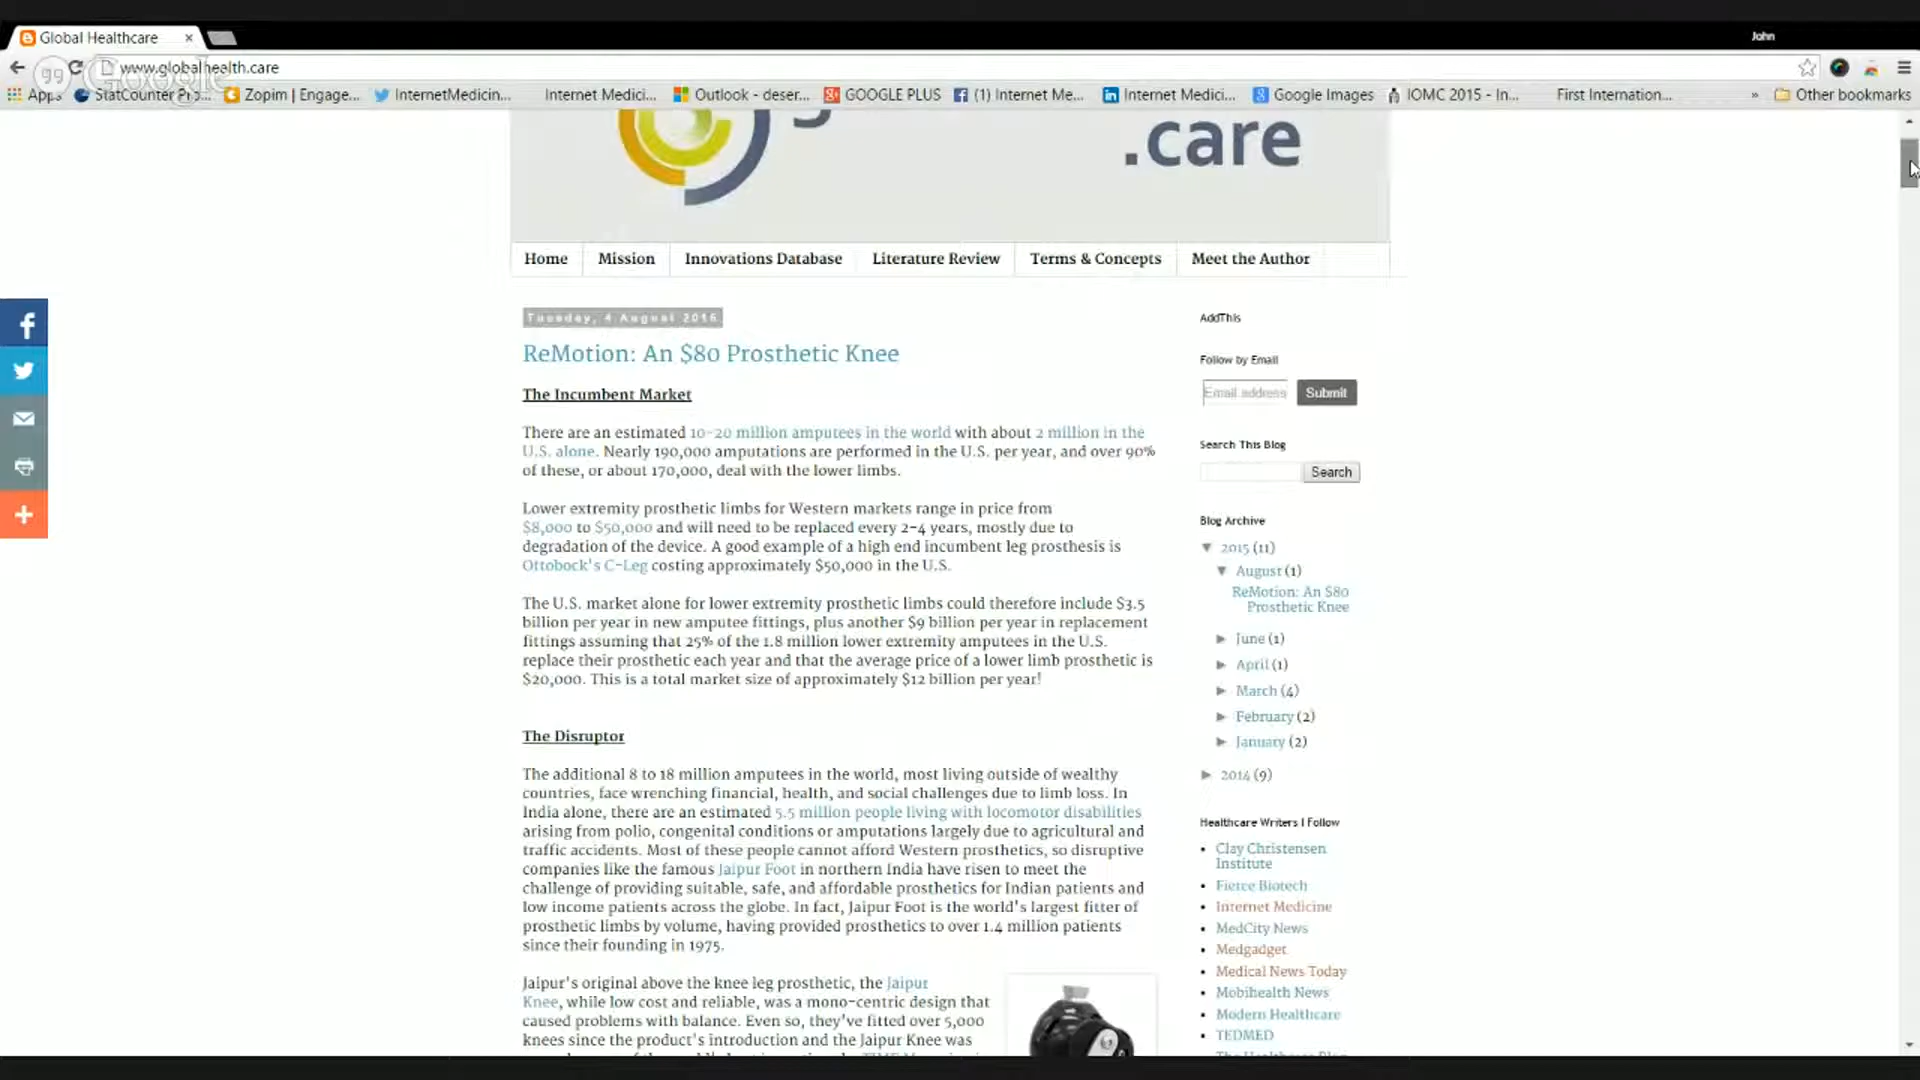 Global Healthcare
John
www.globalhealth.care
Google
Apps
StatCounter Pro...
Zopim | Engage...
InternetMedicin...
Internet Medici...
Outlook - deser...
GOOGLE PLUS
(1) Internet Me...
Internet Medici...
Google Images
IOMC 2015 - In...
First Internation...
»
Other bookmarks
.care
Home
Mission
Innovations Database
Literature Review
Terms & Concepts
Meet the Author
Tuesday, 4 August 2015
ReMotion: An $80 Prosthetic Knee
The Incumbent Market
There are an estimated 10-20 million amputees in the world with about 2 million in the
U.S. alone. Nearly 190,000 amputations are performed in the U.S. per year, and over 90%
of these, or about 170,000, deal with the lower limbs.
Lower extremity prosthetic limbs for Western markets range in price from
$8,000 to $50,000 and will need to be replaced every 2-4 years, mostly due to
degradation of the device. A good example of a high end incumbent leg prosthesis is
Ottobock's C-Leg costing approximately $50,000 in the U.S.
The U.S. market alone for lower extremity prosthetic limbs could therefore include $3.5
billion per year in new amputee fittings, plus another $9 billion per year in replacement
fittings assuming that 25% of the 1.8 million lower extremity amputees in the U.S.
replace their prosthetic each year and that the average price of a lower limb prosthetic is
$20,000. This is a total market size of approximately $12 billion per year!
The Disruptor
The additional 8 to 18 million amputees in the world, most living outside of wealthy
countries, face wrenching financial, health, and social challenges due to limb loss. In
India alone, there are an estimated 5.5 million people living with locomotor disabilities
arising from polio, congenital conditions or amputations largely due to agricultural and
traffic accidents. Most of these people cannot afford Western prosthetics, so disruptive
companies like the famous Jaipur Foot in northern India have risen to meet the
challenge of providing suitable, safe, and affordable prosthetics for Indian patients and
low income patients across the globe. In fact, Jaipur Foot is the world's largest fitter of
prosthetic limbs by volume, having provided prosthetics to over 1.4 million patients
since their founding in 1975.
Jaipur's original above the knee leg prosthetic, the Jaipur
Knee, while low cost and reliable, was a mono-centric design that
caused problems with balance. Even so, they've fitted over 5,000
knees since the product's introduction and the Jaipur Knee was
AddThis
Follow by Email
Email address
Submit
Search This Blog
Search
Blog Archive
▼ 2015 (11)
▼ August (1)
ReMotion: An $80
Prosthetic Knee
► June (1)
► April (1)
► March (4)
► February (2)
► January (2)
► 2014 (9)
Healthcare Writers I Follow
• Clay Christensen
Institute
• Fierce Biotech
• Internet Medicine
• MedCity News
• Medgadget
• Medical News Today
• Mobihealth News
• Modern Healthcare
• TEDMED